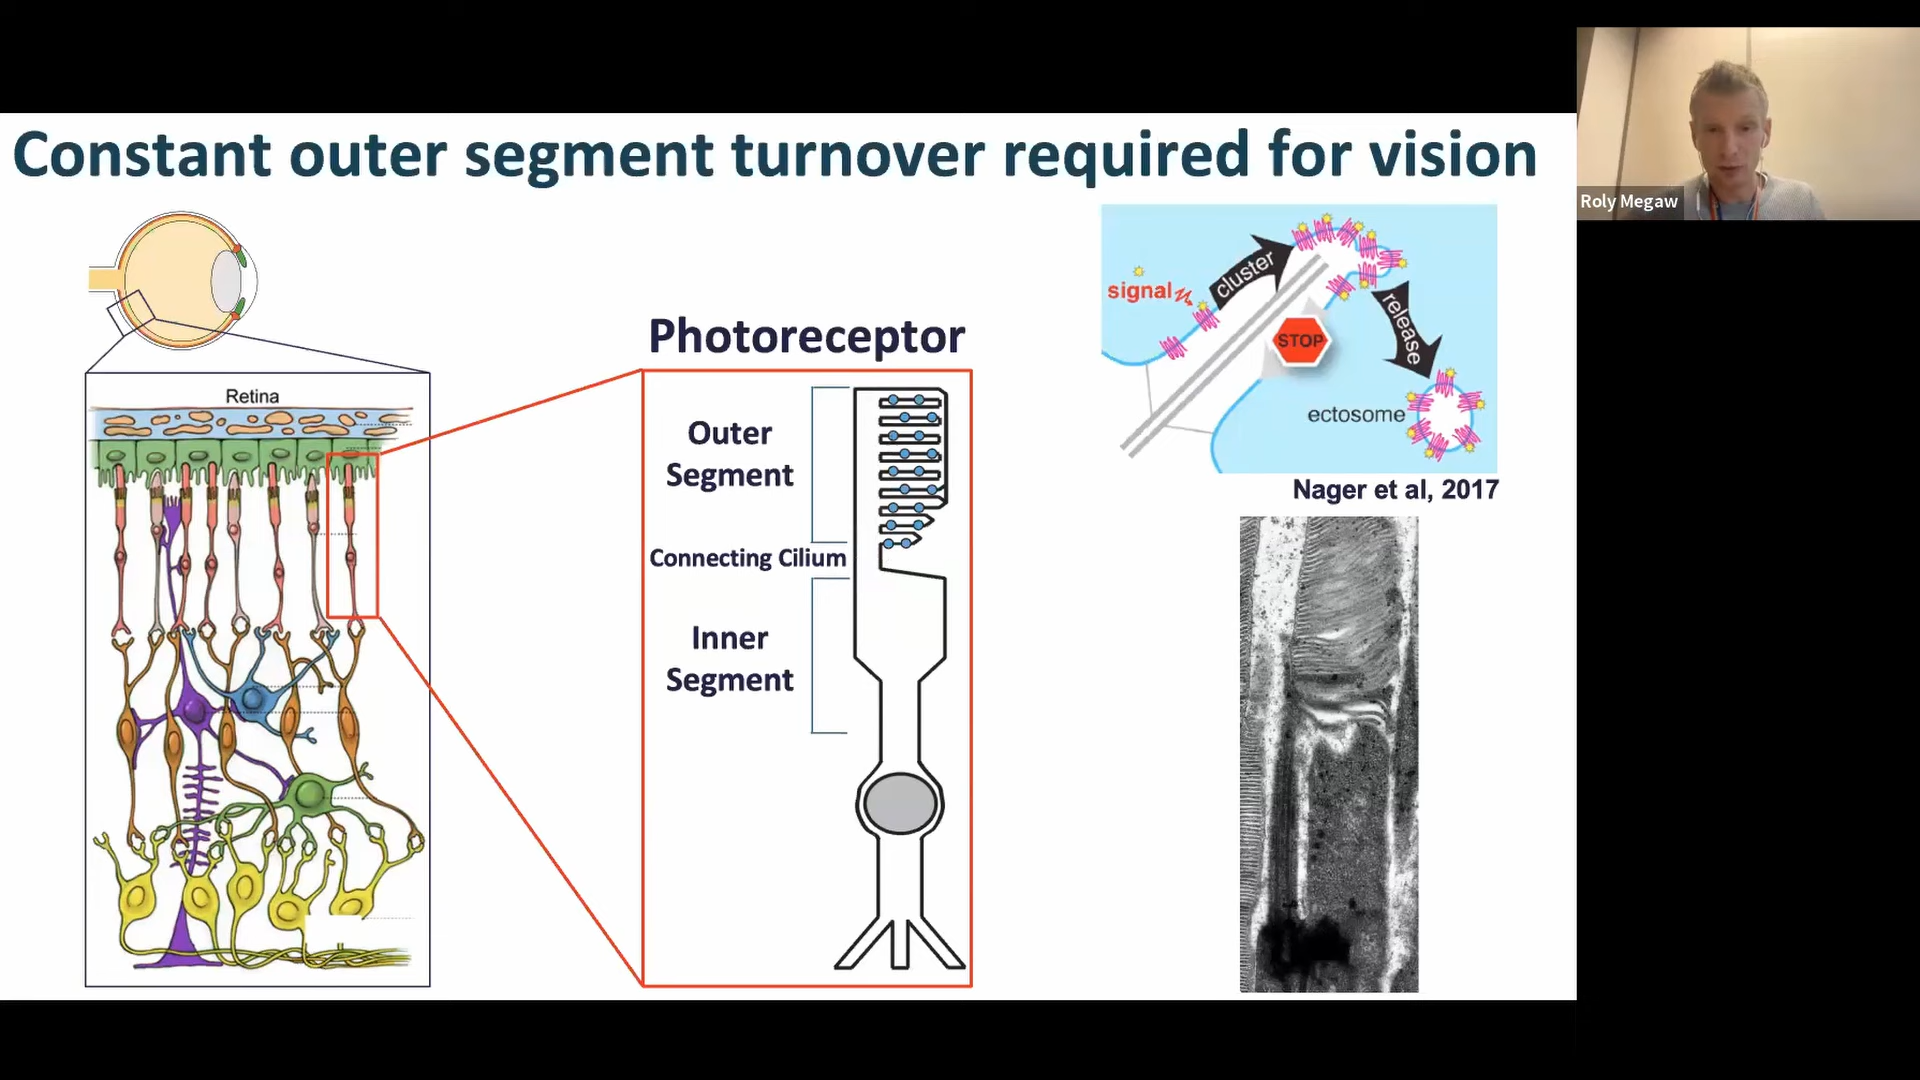 Constant outer segment turnover required for vision
Roly Megaw
Retina
Photoreceptor
Outer
Segment
Connecting Cilium
Inner
Segment
signal
cluster
STOP
release
ectosome
Nager et al, 2017